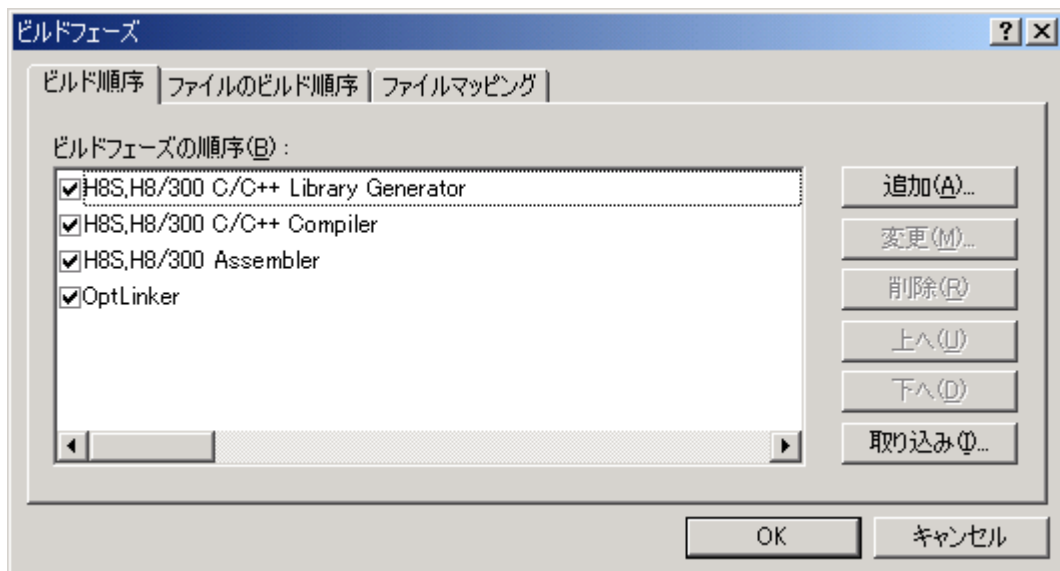 ビルドフェーズ
ビルド順序 ファイルのビルド順序 ファイルマッピング
ビルドフェーズの順序(B) :
H8S,H8/300 C/C++ Library Generator
H8S,H8/300 C/C++ Compiler
H8S,H8/300 Assembler
OptLinker
追加(A)...
変更(M)...
削除(R)
上へ(U)
下へ(D)
取り込み(I)...
OK キャンセル